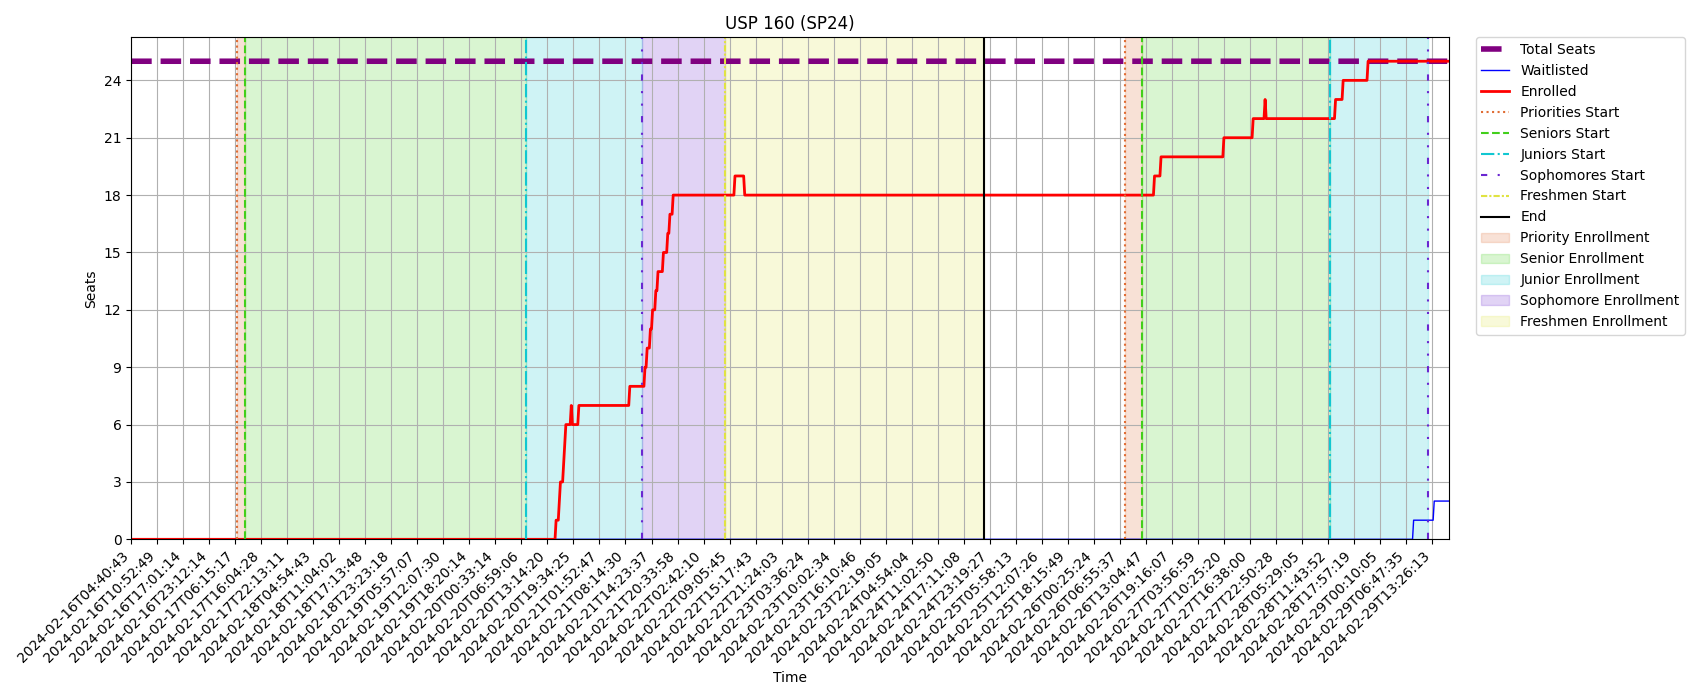 USP 160 (SP24)
Seats
24
21
18
15
12
9
6
3
0
2024-02-16T04:40:43
2024-02-16T10:52:49
2024-02-16T17:01:14
2024-02-16T23:12:14
2024-02-17T06:15:17
2024-02-17T16:04:28
2024-02-17T22:13:11
2024-02-18T04:54:43
2024-02-18T11:04:02
2024-02-18T17:13:48
2024-02-18T23:23:18
2024-02-19T05:57:07
2024-02-19T12:07:30
2024-02-19T18:20:14
2024-02-20T00:33:14
2024-02-20T06:59:06
2024-02-20T13:14:20
2024-02-20T19:34:25
2024-02-21T01:52:47
2024-02-21T08:14:30
2024-02-21T14:23:37
2024-02-21T20:33:58
2024-02-22T02:42:10
2024-02-22T09:05:45
2024-02-22T15:17:43
2024-02-22T21:24:03
2024-02-23T03:36:24
2024-02-23T10:02:34
2024-02-23T16:10:46
2024-02-23T22:19:05
2024-02-24T04:54:04
2024-02-24T11:02:50
2024-02-24T17:11:08
2024-02-24T23:19:27
2024-02-25T05:58:13
2024-02-25T12:07:26
2024-02-25T18:15:49
2024-02-26T00:25:24
2024-02-26T06:55:37
2024-02-26T13:04:47
2024-02-26T19:16:07
2024-02-27T03:56:59
2024-02-27T10:25:20
2024-02-27T16:38:00
2024-02-27T22:50:28
2024-02-28T05:29:05
2024-02-28T11:43:52
2024-02-28T17:57:19
2024-02-29T00:10:05
2024-02-29T06:47:35
2024-02-29T13:26:13
Time
Total Seats
Waitlisted
Enrolled
Priorities Start
Seniors Start
Juniors Start
Sophomores Start
Freshmen Start
End
Priority Enrollment
Senior Enrollment
Junior Enrollment
Sophomore Enrollment
Freshmen Enrollment